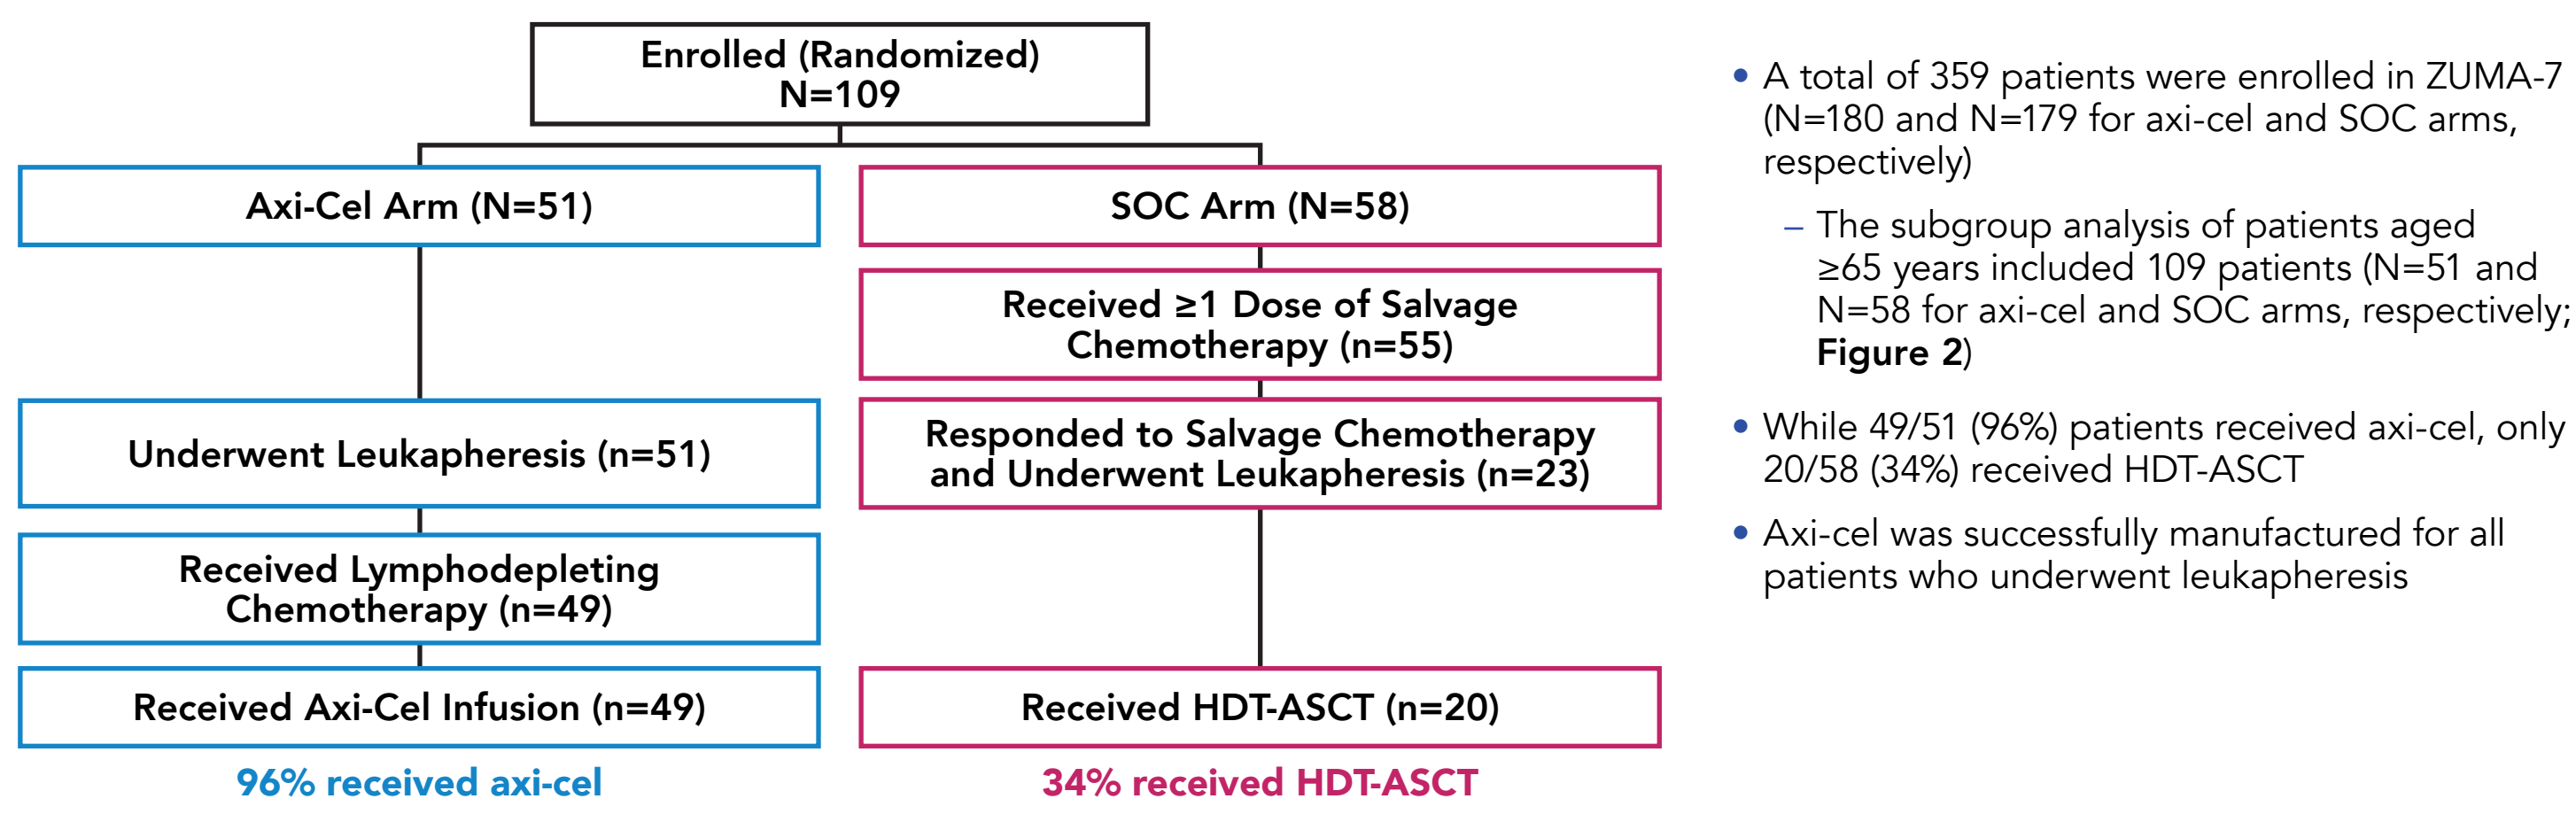 Enrolled (Randomized)
N=109
Axi-Cel Arm (N=51)
SOC Arm (N=58)
Received ≥1 Dose of Salvage
Chemotherapy (n=55)
Underwent Leukapheresis (n=51)
Responded to Salvage Chemotherapy
and Underwent Leukapheresis (n=23)
Received Lymphodepleting
Chemotherapy (n=49)
Received Axi-Cel Infusion (n=49)
Received HDT-ASCT (n=20)
96% received axi-cel
34% received HDT-ASCT
• A total of 359 patients were enrolled in ZUMA-7
(N=180 and N=179 for axi-cel and SOC arms,
respectively)
– The subgroup analysis of patients aged
≥65 years included 109 patients (N=51 and
N=58 for axi-cel and SOC arms, respectively;
Figure 2)
• While 49/51 (96%) patients received axi-cel, only
20/58 (34%) received HDT-ASCT
• Axi-cel was successfully manufactured for all
patients who underwent leukapheresis